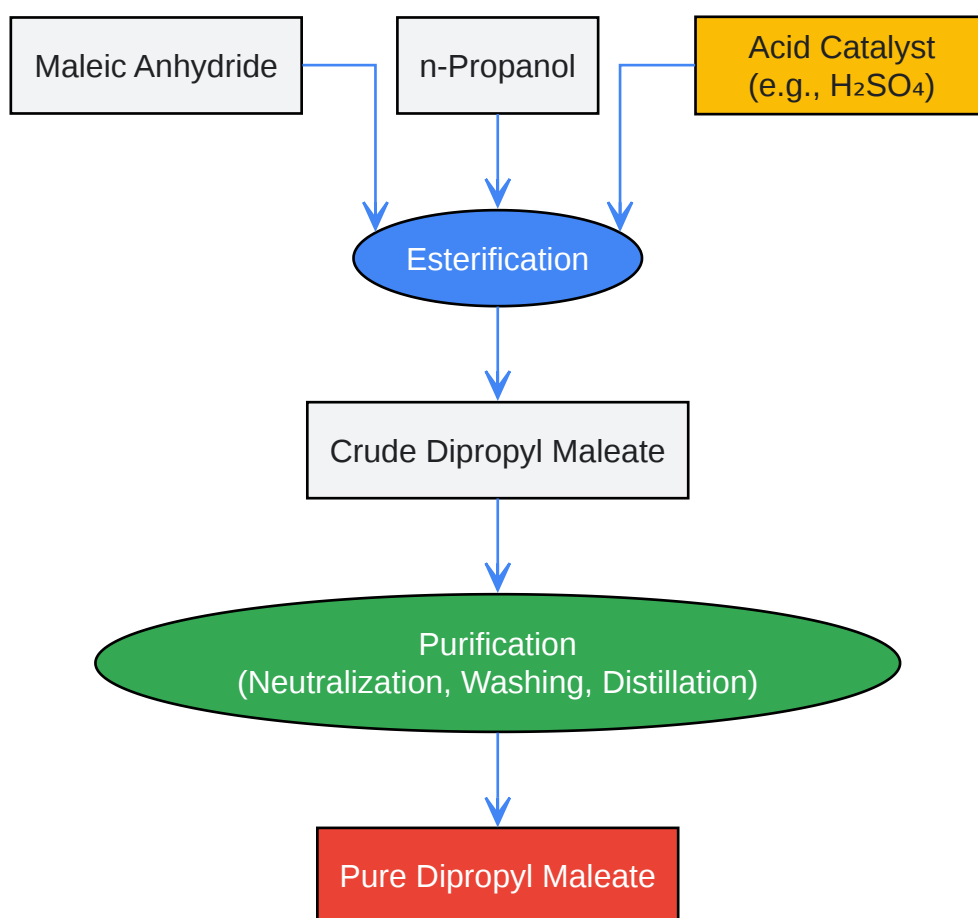 Maleic Anhydride
n-Propanol
Acid Catalyst
(e.g., H₂SO₄)
Esterification
Crude Dipropyl Maleate
Purification
(Neutralization, Washing, Distillation)
Pure Dipropyl Maleate